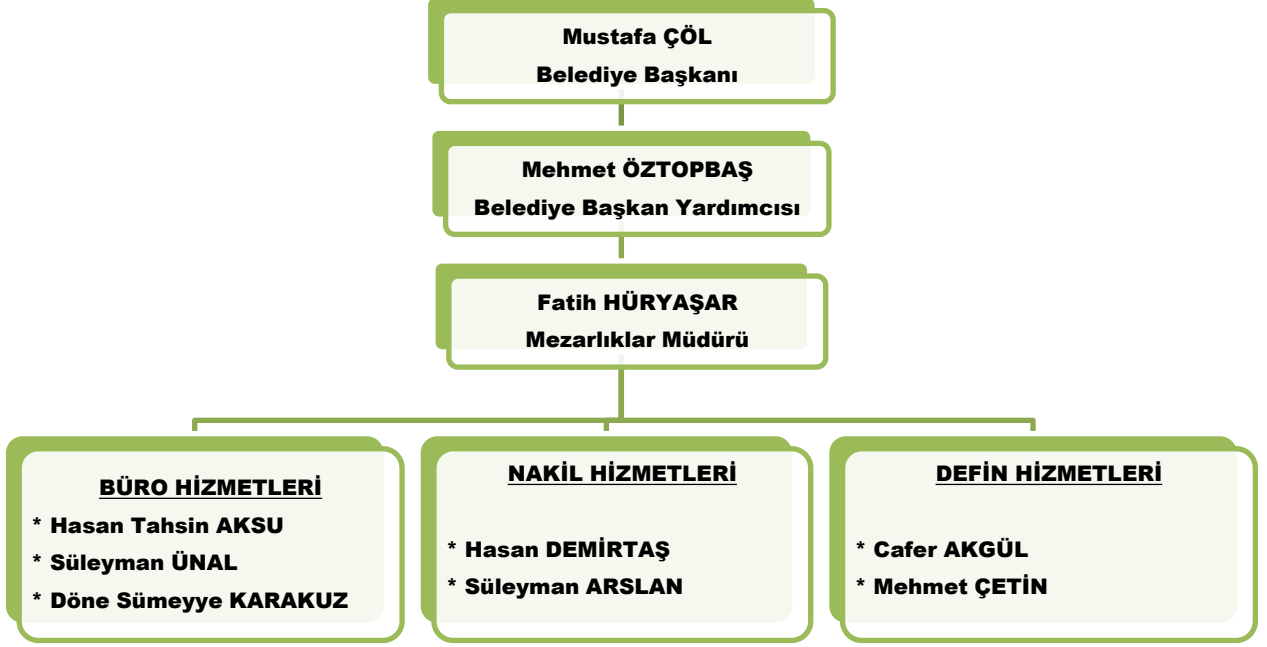 Mustafa ÇÖL
Belediye Başkanı
Mehmet ÖZTOPBAŞ
Belediye Başkan Yardımcısı
Fatih HÜRYAŞAR
Mezarlıklar Müdürü
BÜRO HİZMETLERİ
* Hasan Tahsin AKSU
* Süleyman ÜNAL
* Döne Sümeyye KARAKUZ
NAKİL HİZMETLERİ
* Hasan DEMİRTAŞ
* Süleyman ARSLAN
DEFİN HİZMETLERİ
* Cafer AKGÜL
* Mehmet ÇETİN